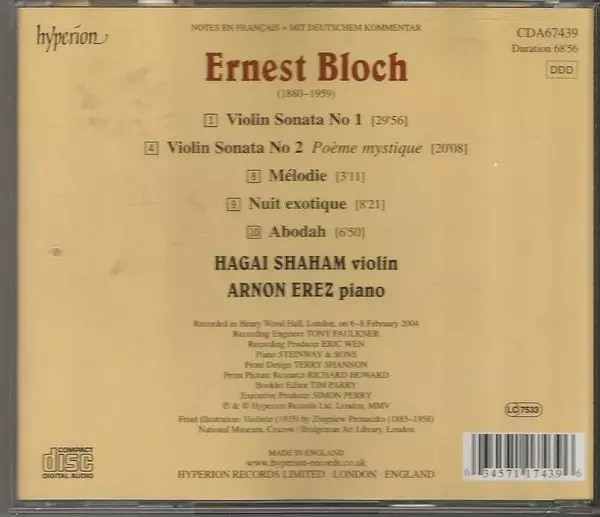 NOTES EN FRANÇAIS + MIT DEUTSCHEM KOMMENTAR
hyperion
CDA67439
Duration 68'56
DDD
Ernest Bloch
(1880–1959)
1 Violin Sonata No 1 [29'56]
4 Violin Sonata No 2 Poème mystique [20'08]
8 Mélodie [3'11]
9 Nuit exotique [8'21]
10 Abodah [6'50]
HAGAI SHAHAM violin
ARNON EREZ piano
Recorded in Henry Wood Hall, London, on 6–8 February 2004
Recording Engineer TONY FAULKNER
Recording Producer ERIC WEN
Piano STEINWAY & SONS
Front Design TERRY SHANNON
Front Picture Research RICHARD HOWARD
Booklet Editor TIM PARRY
Executive Producer SIMON PERRY
℗ & © Hyperion Records Ltd London, MMV
Front illustration: Violinist (1935) by Zbigniew Pronaszko (1885–1958)
National Museum, Cracow / Bridgeman Art Library, London
LC 7533
COMPACT
disc
DIGITAL AUDIO
MADE IN ENGLAND
www.hyperion-records.co.uk
HYPERION RECORDS LIMITED · LONDON · ENGLAND
0 34571 17439 6